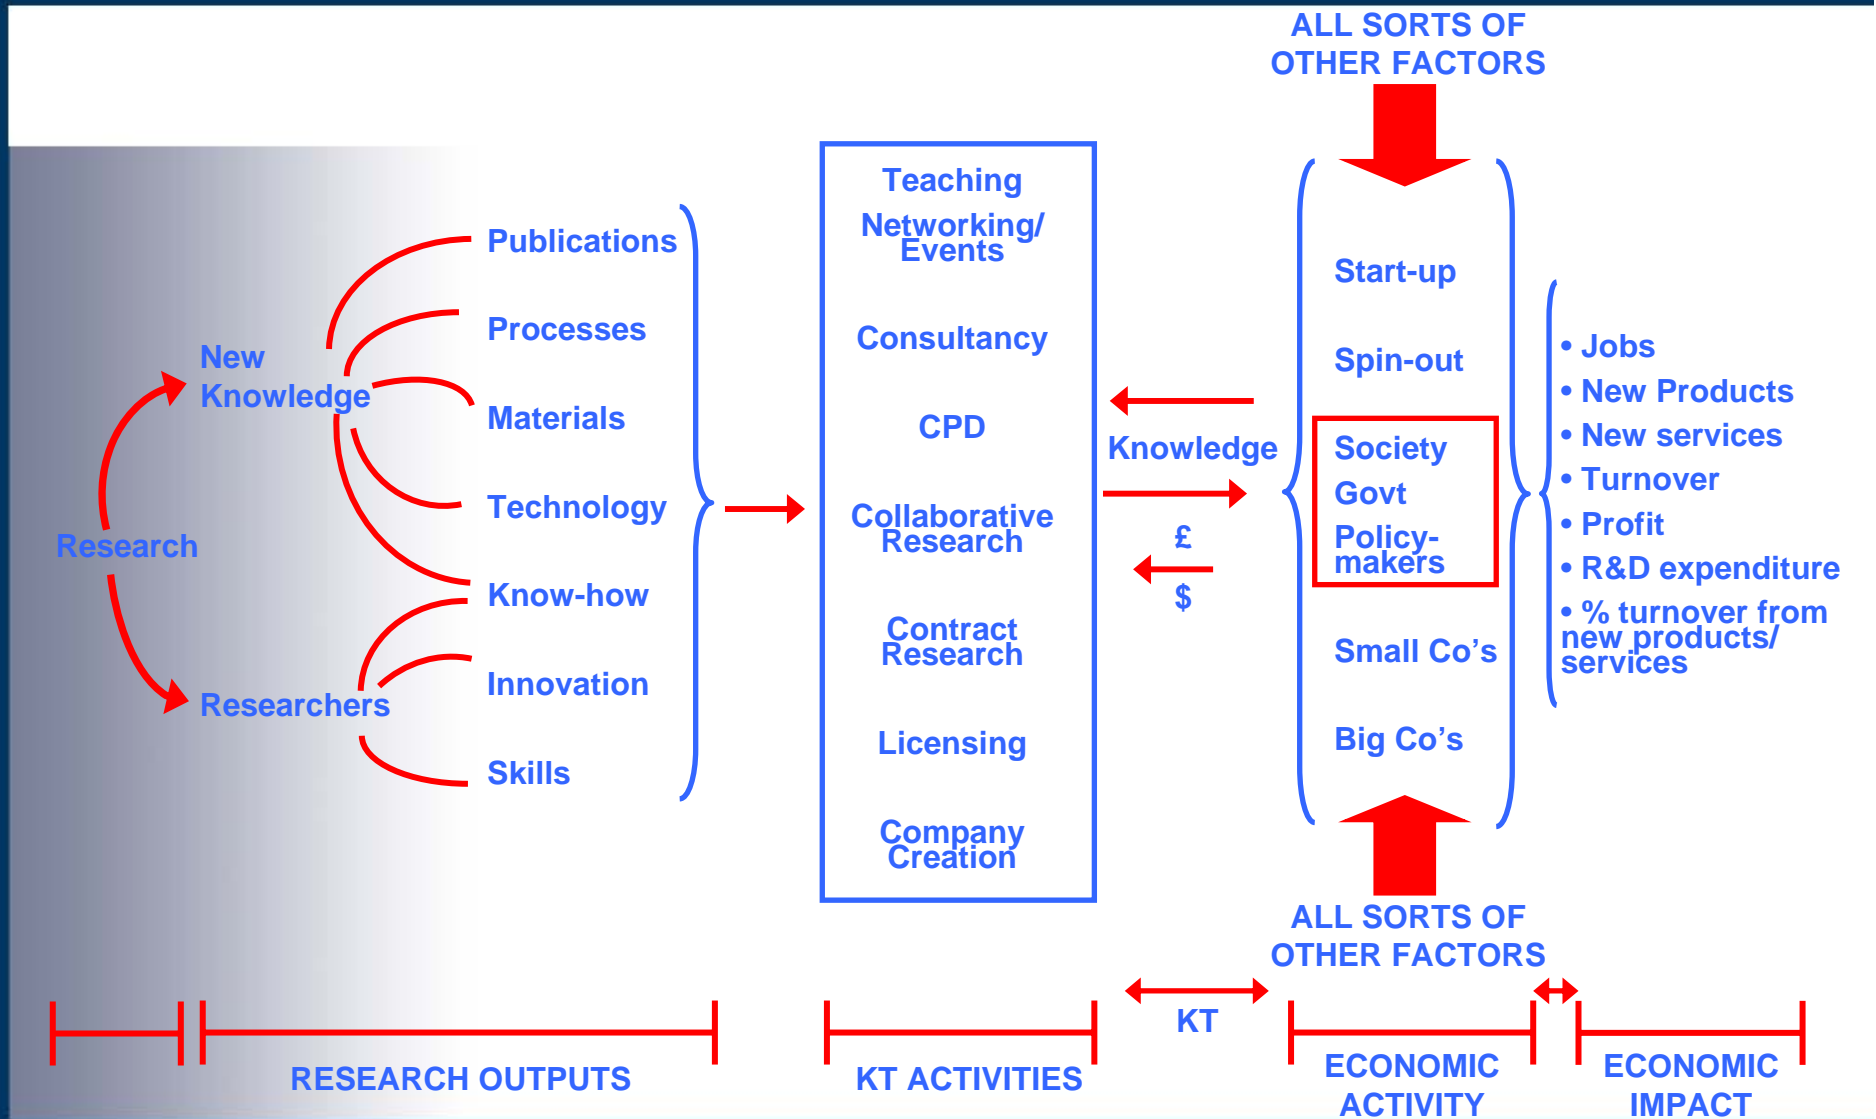 ALL SORTS OF
OTHER FACTORS
Research
New
Knowledge
Researchers
Publications
Processes
Materials
Technology
Know-how
Innovation
Skills
Teaching
Networking/
Events
Consultancy
CPD
Collaborative
Research
Contract
Research
Licensing
Company
Creation
Knowledge
£
$
Start-up
Spin-out
Society
Govt
Policy-
makers
Small Co’s
Big Co’s
• Jobs
• New Products
• New services
• Turnover
• Profit
• R&D expenditure
• % turnover from
new products/
services
ALL SORTS OF
OTHER FACTORS
KT
RESEARCH OUTPUTS
KT ACTIVITIES
ECONOMIC
ACTIVITY
ECONOMIC
IMPACT